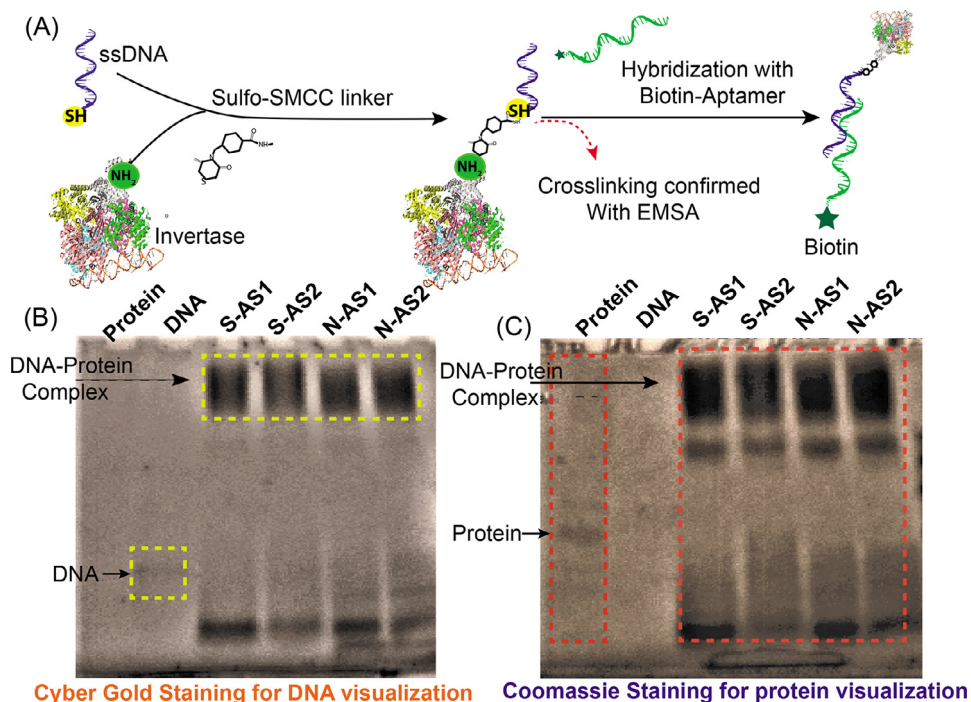 (A)
ssDNA
SH
Sulfo-SMCC linker
NH2
Invertase
SH
NH2
Hybridization with
Biotin-Aptamer
Crosslinking confirmed
With EMSA
Biotin
(B)
Protein
DNA
S-AS1
S-AS2
N-AS1
N-AS2
DNA-Protein
Complex
DNA
Cyber Gold Staining for DNA visualization
(C)
Protein
DNA
S-AS1
S-AS2
N-AS1
N-AS2
DNA-Protein
Complex
Protein
Coomassie Staining for protein visualization